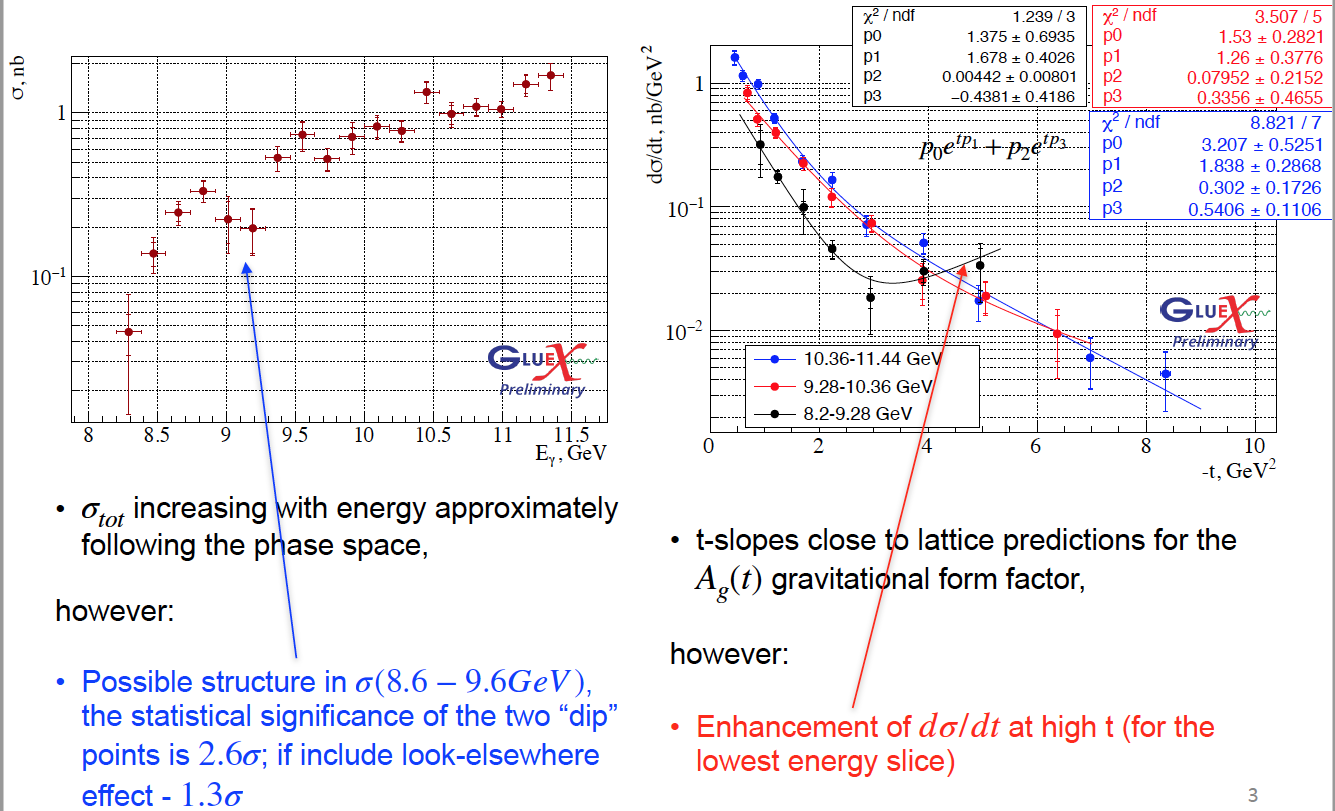 σ, nb
1
10⁻¹
8 8.5 9 9.5 10 10.5 11 11.5
Eγ, GeV
GLUEX
Preliminary
dσ/dt, nb/GeV²
1
10⁻¹
10⁻²
0 2 4 6 8 10
-t, GeV²
χ² / ndf 1.239 / 3
p0 1.375 ± 0.6935
p1 1.678 ± 0.4026
p2 0.00442 ± 0.00801
p3 −0.4381 ± 0.4186
χ² / ndf 3.507 / 5
p0 1.53 ± 0.2821
p1 1.26 ± 0.3776
p2 0.07952 ± 0.2152
p3 0.3356 ± 0.4655
χ² / ndf 8.821 / 7
p0 3.207 ± 0.5251
p1 1.838 ± 0.2868
p2 0.302 ± 0.1726
p3 0.5406 ± 0.1106
p₀e^{tp₁} + p₂e^{tp₃}
GLUEX
Preliminary
10.36-11.44 GeV
9.28-10.36 GeV
8.2-9.28 GeV
• σ_tot increasing with energy approximately
following the phase space,
however:
• Possible structure in σ(8.6 − 9.6GeV),
the statistical significance of the two “dip”
points is 2.6σ; if include look-elsewhere
effect - 1.3σ
• t-slopes close to lattice predictions for the
A_g(t) gravitational form factor,
however:
• Enhancement of dσ/dt at high t (for the
lowest energy slice)
3